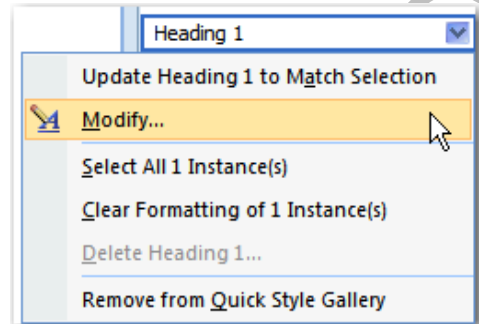 Heading 1
Update Heading 1 to Match Selection
Modify...
Select All 1 Instance(s)
Clear Formatting of 1 Instance(s)
Delete Heading 1...
Remove from Quick Style Gallery